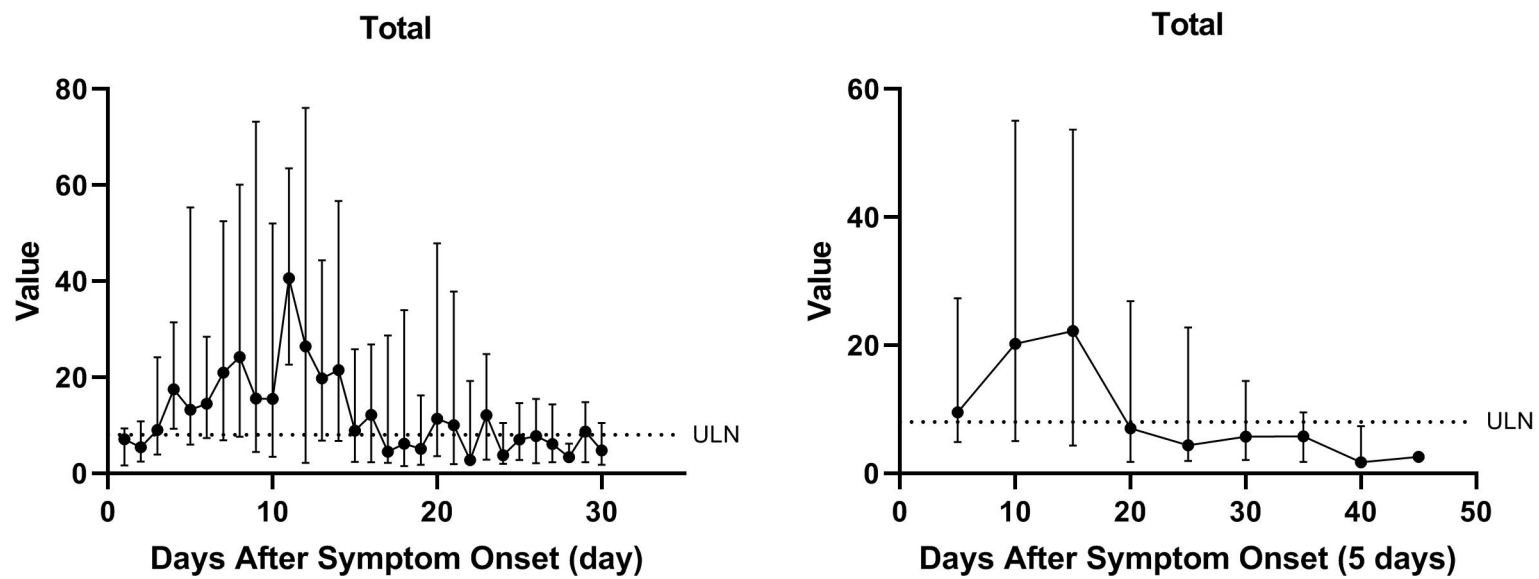 Total
Value
80
60
40
20
0
ULN
0 10 20 30
Days After Symptom Onset (day)
Total
Value
60
40
20
0
ULN
0 10 20 30 40 50
Days After Symptom Onset (5 days)